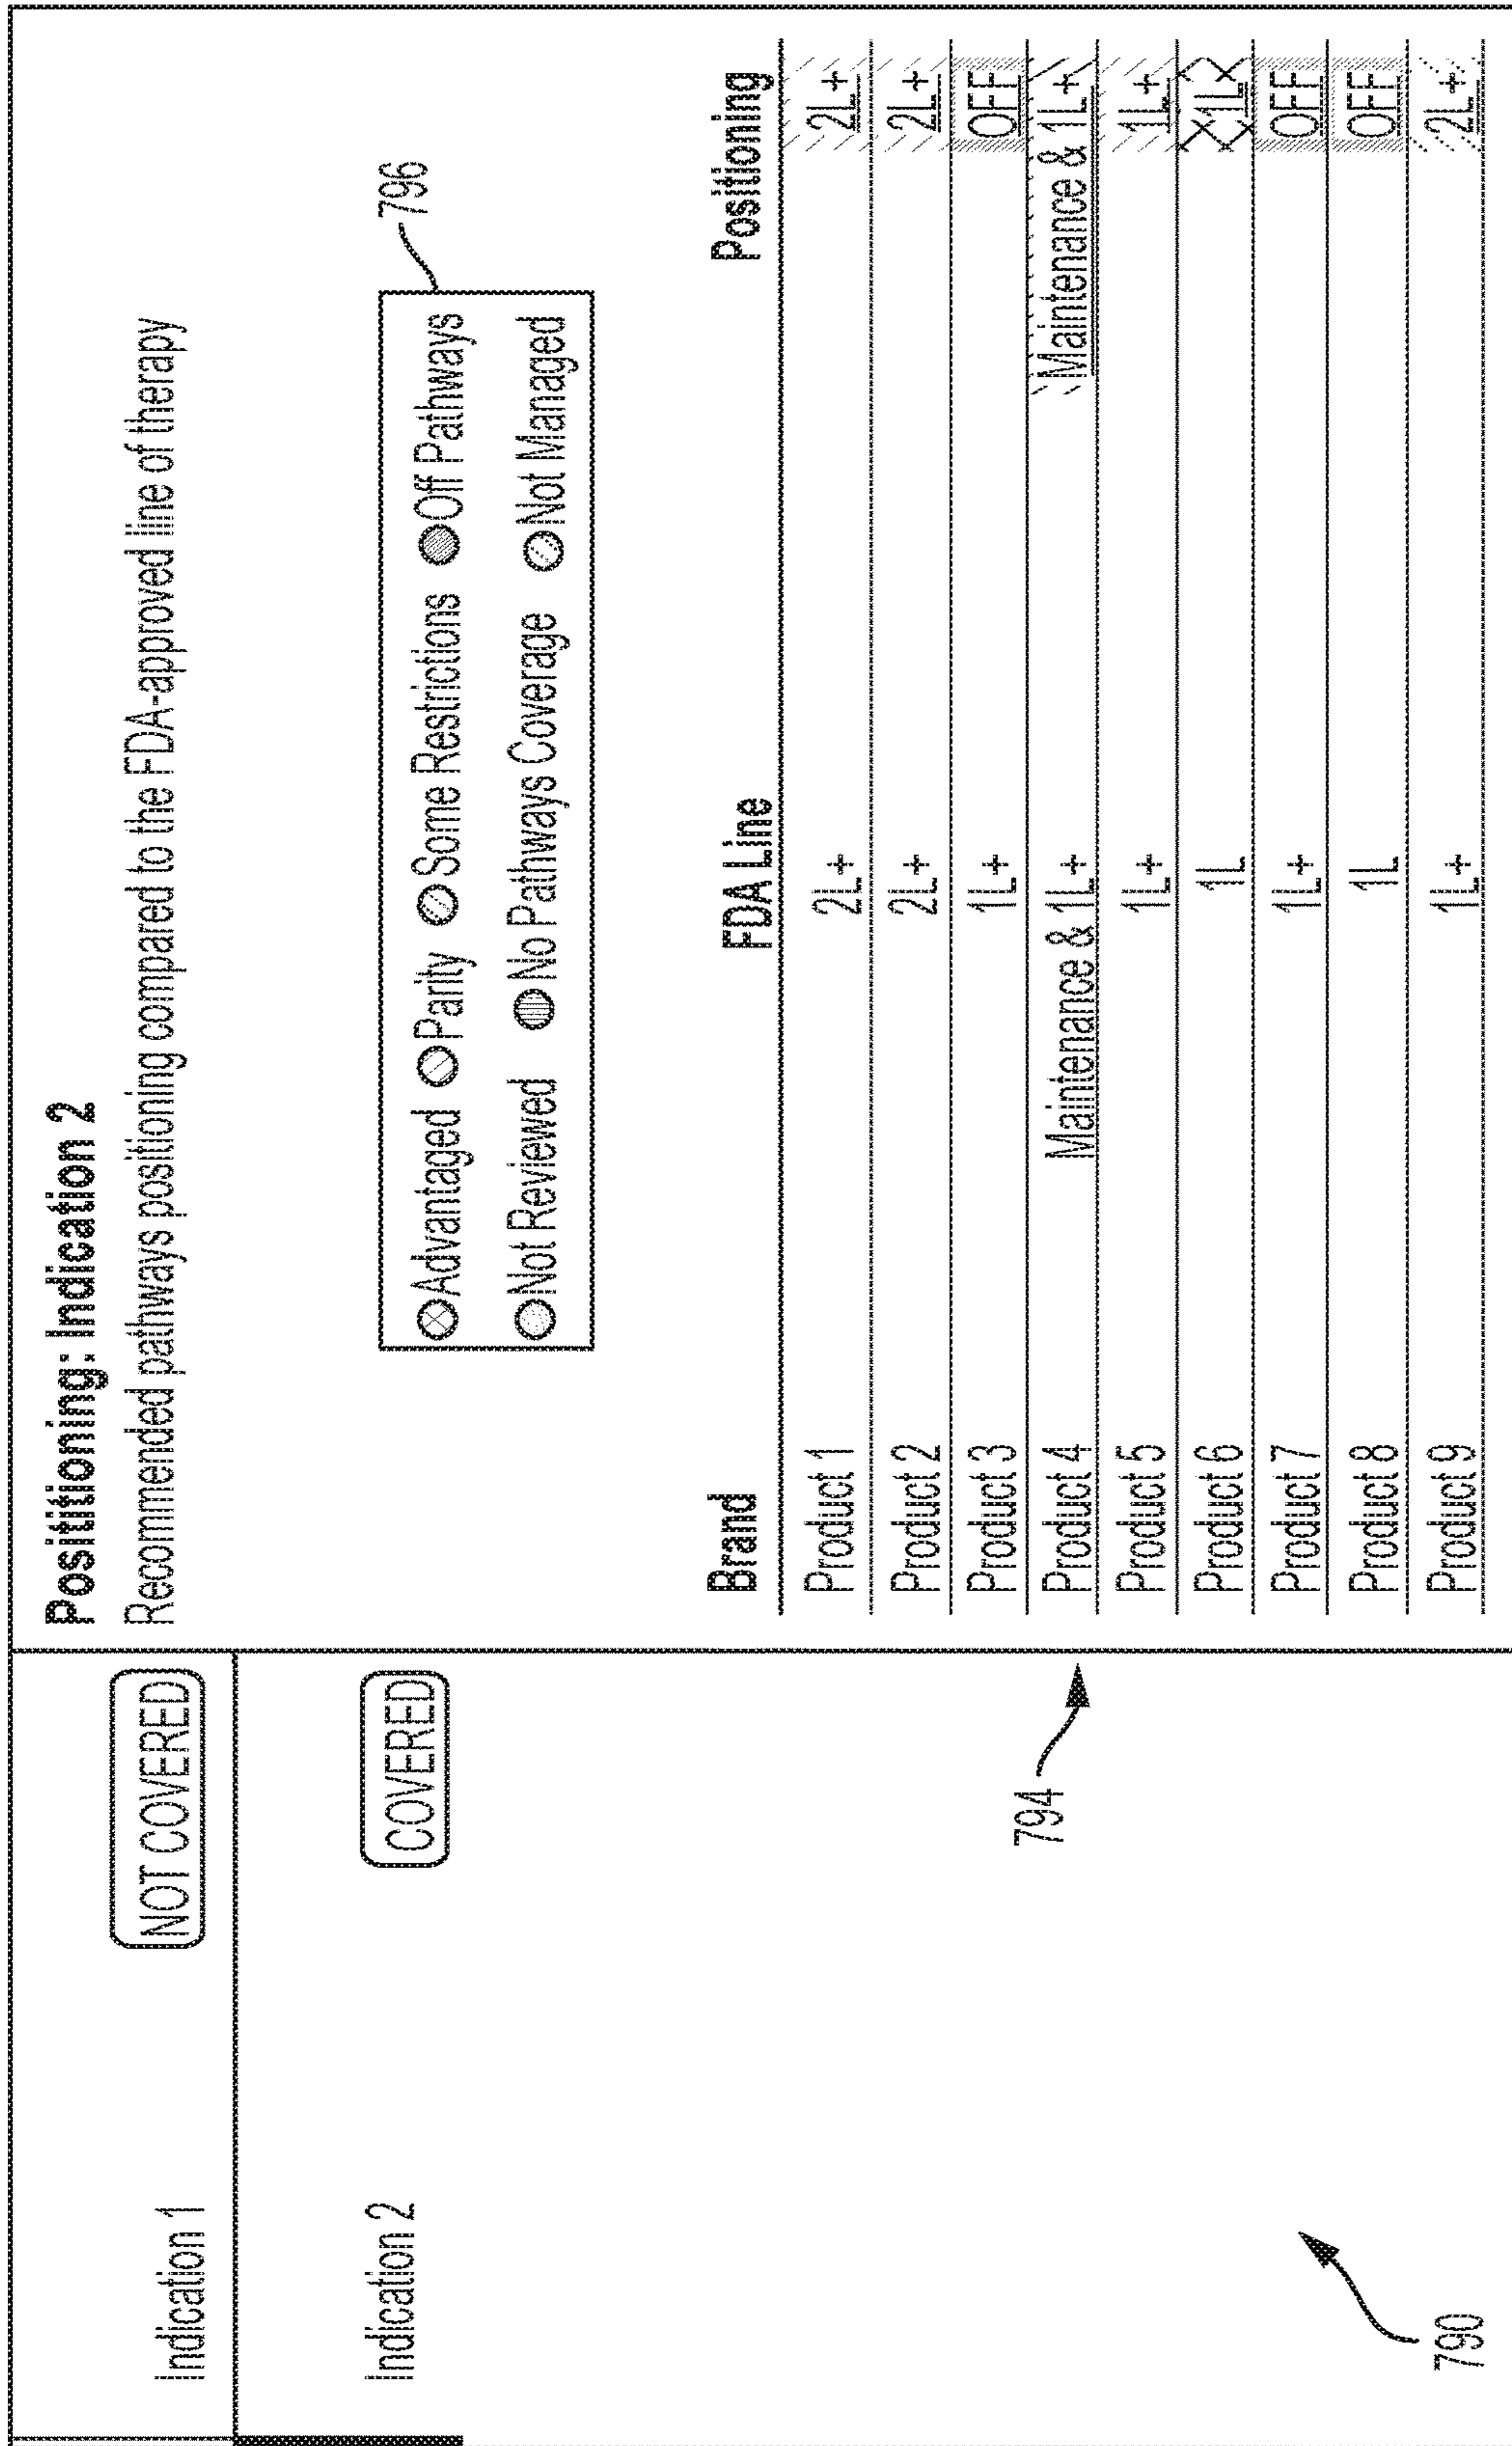 Indication 1
NOT COVERED
Indication 2
COVERED
794
790
Positioning: Indication 2
Recommended pathways positioning compared to the FDA-approved line of therapy
796
Advantaged Parity Some Restrictions Off Pathways
Not Reviewed No Pathways Coverage Not Managed
Brand FDA Line Positioning
Product 1 2L+ 2L+
Product 2 2L+ 2L+
Product 3 1L+ OFF
Product 4 Maintenance & 1L+ Maintenance & 1L+
Product 5 1L+ 1L+
Product 6 1L 1L
Product 7 1L+ OFF
Product 8 1L OFF
Product 9 1L+ 2L+